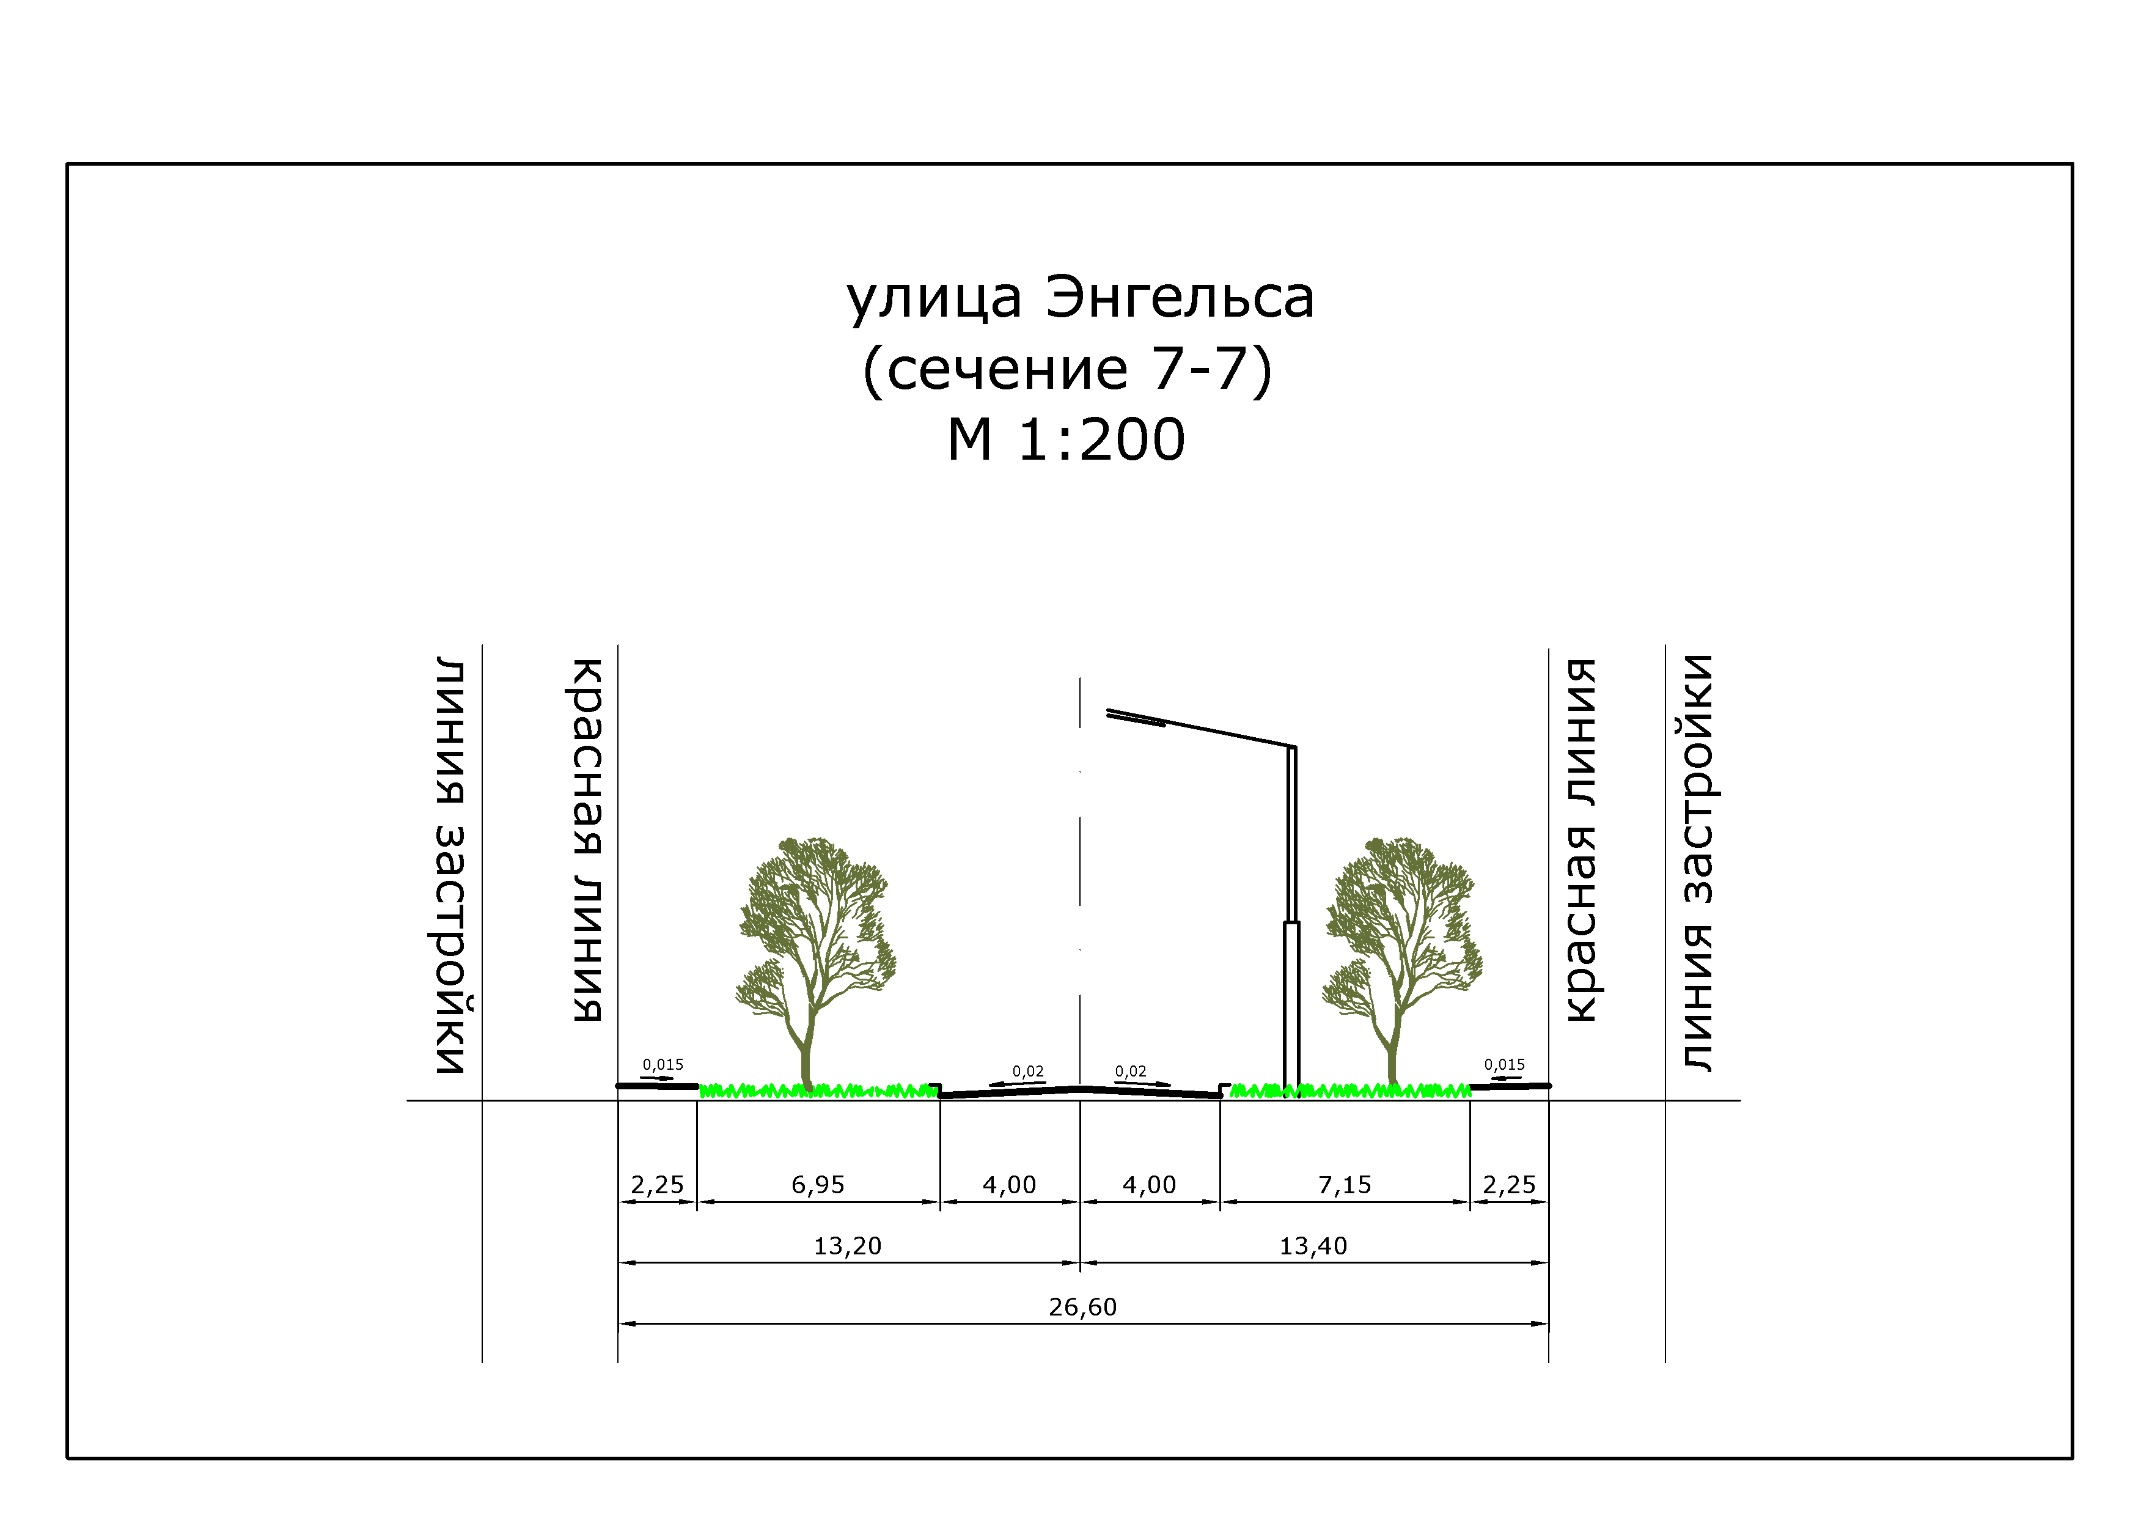 улица Энгельса
(сечение 7-7)
М 1:200
линия застройки
красная линия
красная линия
линия застройки
0,015
0,02
0,02
0,015
2,25
6,95
4,00
4,00
7,15
2,25
13,20
13,40
26,60